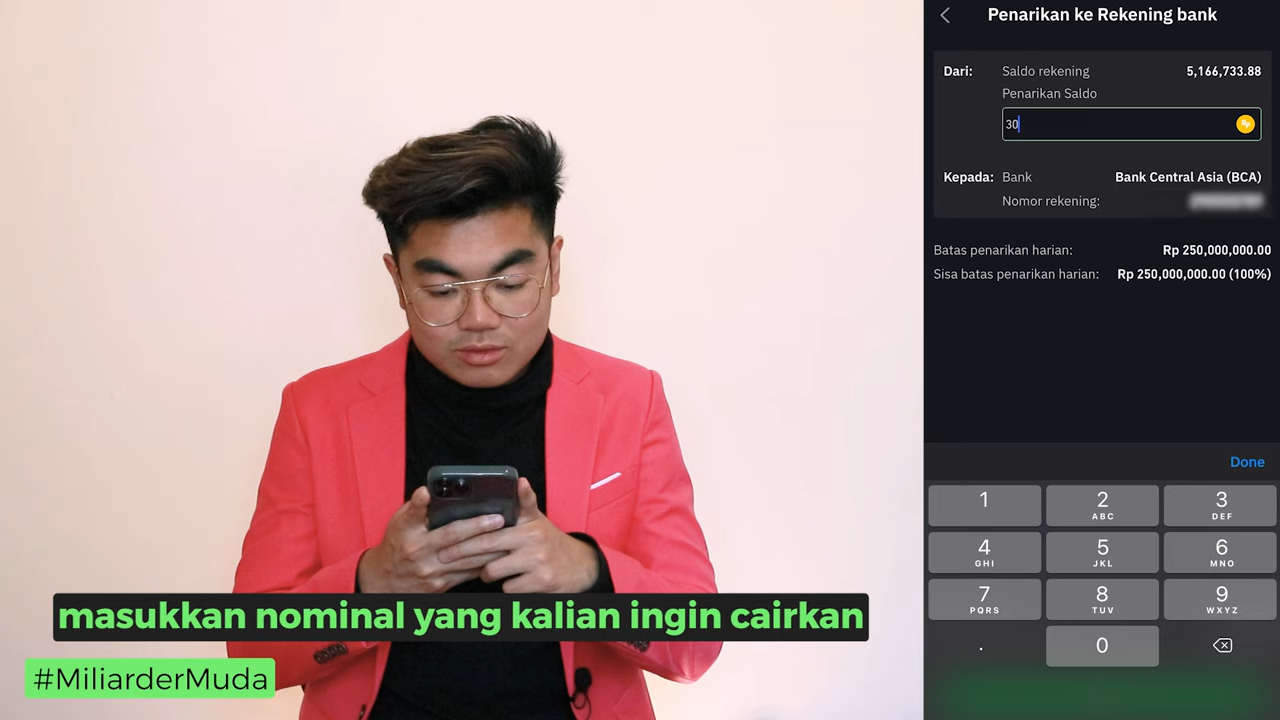 Penarikan ke Rekening bank
Dari: Saldo rekening 5,166,733.88
Penarikan Saldo
30
Kepada: Bank Bank Central Asia (BCA)
Nomor rekening:
Batas penarikan harian: Rp 250,000,000.00
Sisa batas penarikan harian: Rp 250,000,000.00 (100%)
Done
1 2 3
ABC DEF
4 5 6
GHI JKL MNO
7 8 9
PQRS TUV WXYZ
. 0
masukkan nominal yang kalian ingin cairkan
#MiliarderMuda